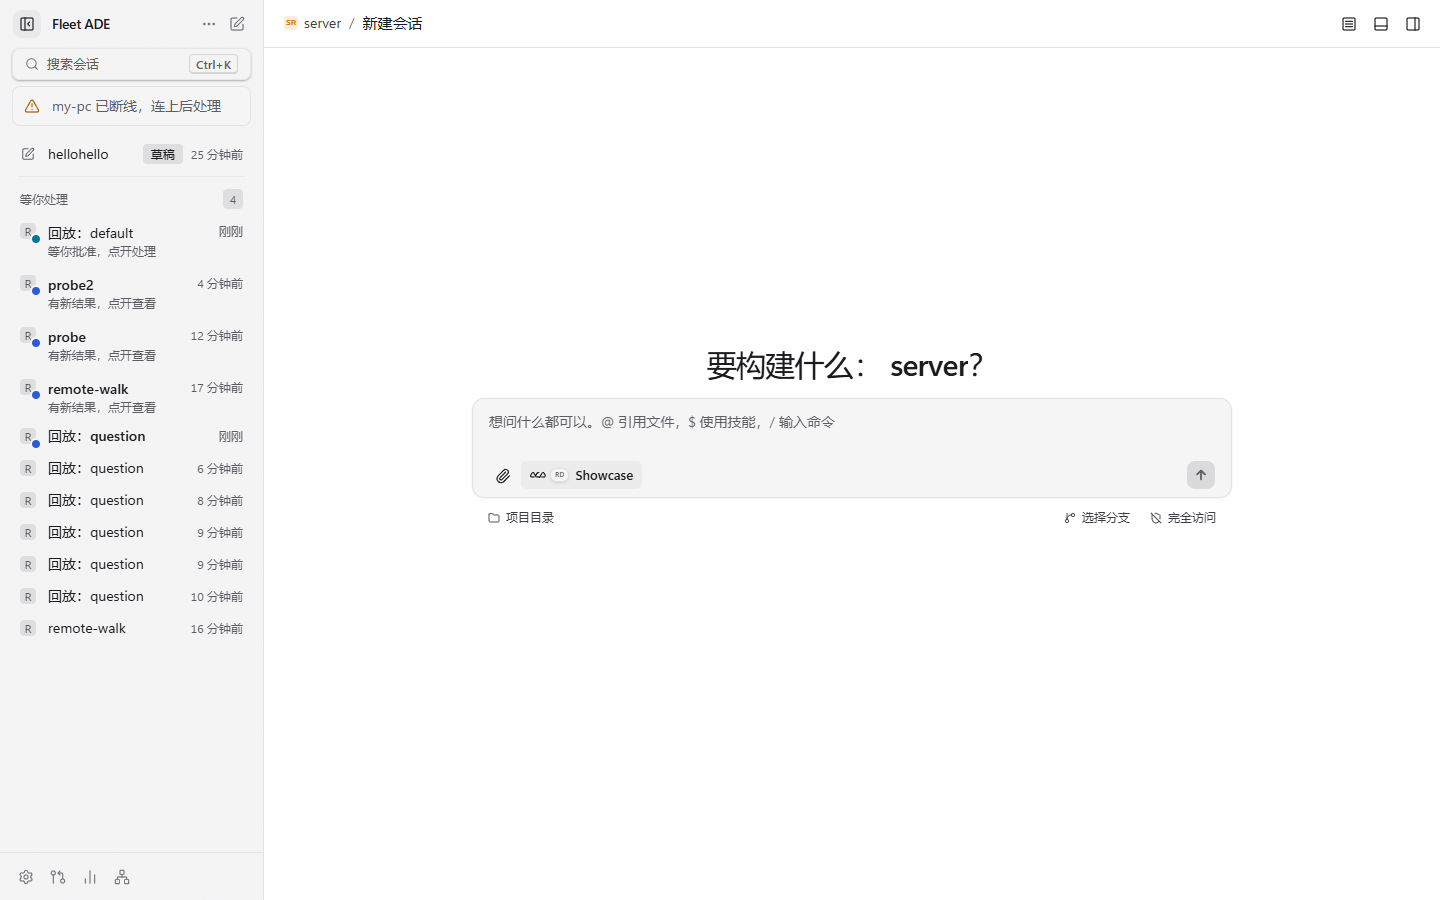 Fleet ADE
搜索会话 Ctrl+K
my-pc 已断线，连上后处理
hellohello 草稿 25 分钟前
等你处理 4
R 回放：default 刚刚
等你批准，点开处理
R probe2 4 分钟前
有新结果，点开查看
R probe 12 分钟前
有新结果，点开查看
R remote-walk 17 分钟前
有新结果，点开查看
R 回放：question 刚刚
R 回放：question 6 分钟前
R 回放：question 8 分钟前
R 回放：question 9 分钟前
R 回放：question 9 分钟前
R 回放：question 10 分钟前
R remote-walk 16 分钟前
SR server / 新建会话
要构建什么： server？
想问什么都可以。@ 引用文件，$ 使用技能，/ 输入命令
RD Showcase
项目目录 选择分支 完全访问